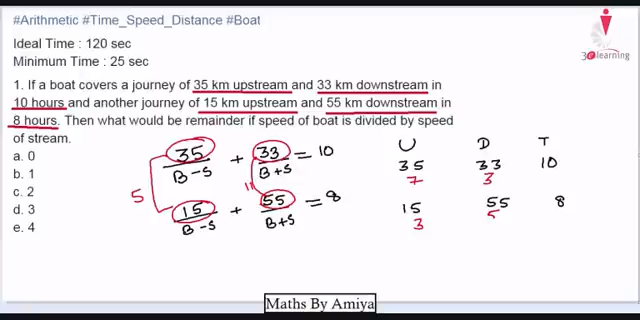 #Arithmetic #Time_Speed_Distance #Boat
Ideal Time : 120 sec
Minimum Time : 25 sec
3 elearning
1. If a boat covers a journey of 35 km upstream and 33 km downstream in
10 hours and another journey of 15 km upstream and 55 km downstream in
8 hours. Then what would be remainder if speed of boat is divided by speed
of stream.
a. 0
b. 1
c. 2
d. 3
e. 4
35/B-S + 33/B+S = 10
5
11
15/B-S + 55/B+S = 8
U D T
35 33 10
7 3
15 55 8
3 5
Maths By Amiya